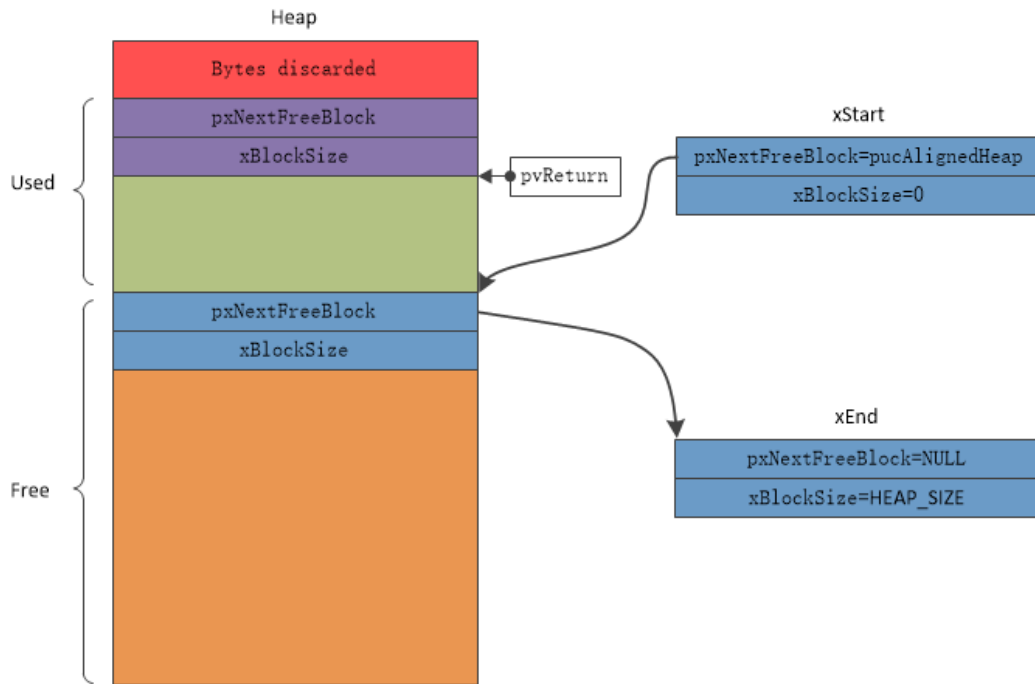 Heap
Bytes discarded
pxNextFreeBlock
xBlockSize
Used
pvReturn
xStart
pxNextFreeBlock=pucAlignedHeap
xBlockSize=0
pxNextFreeBlock
xBlockSize
Free
xEnd
pxNextFreeBlock=NULL
xBlockSize=HEAP_SIZE